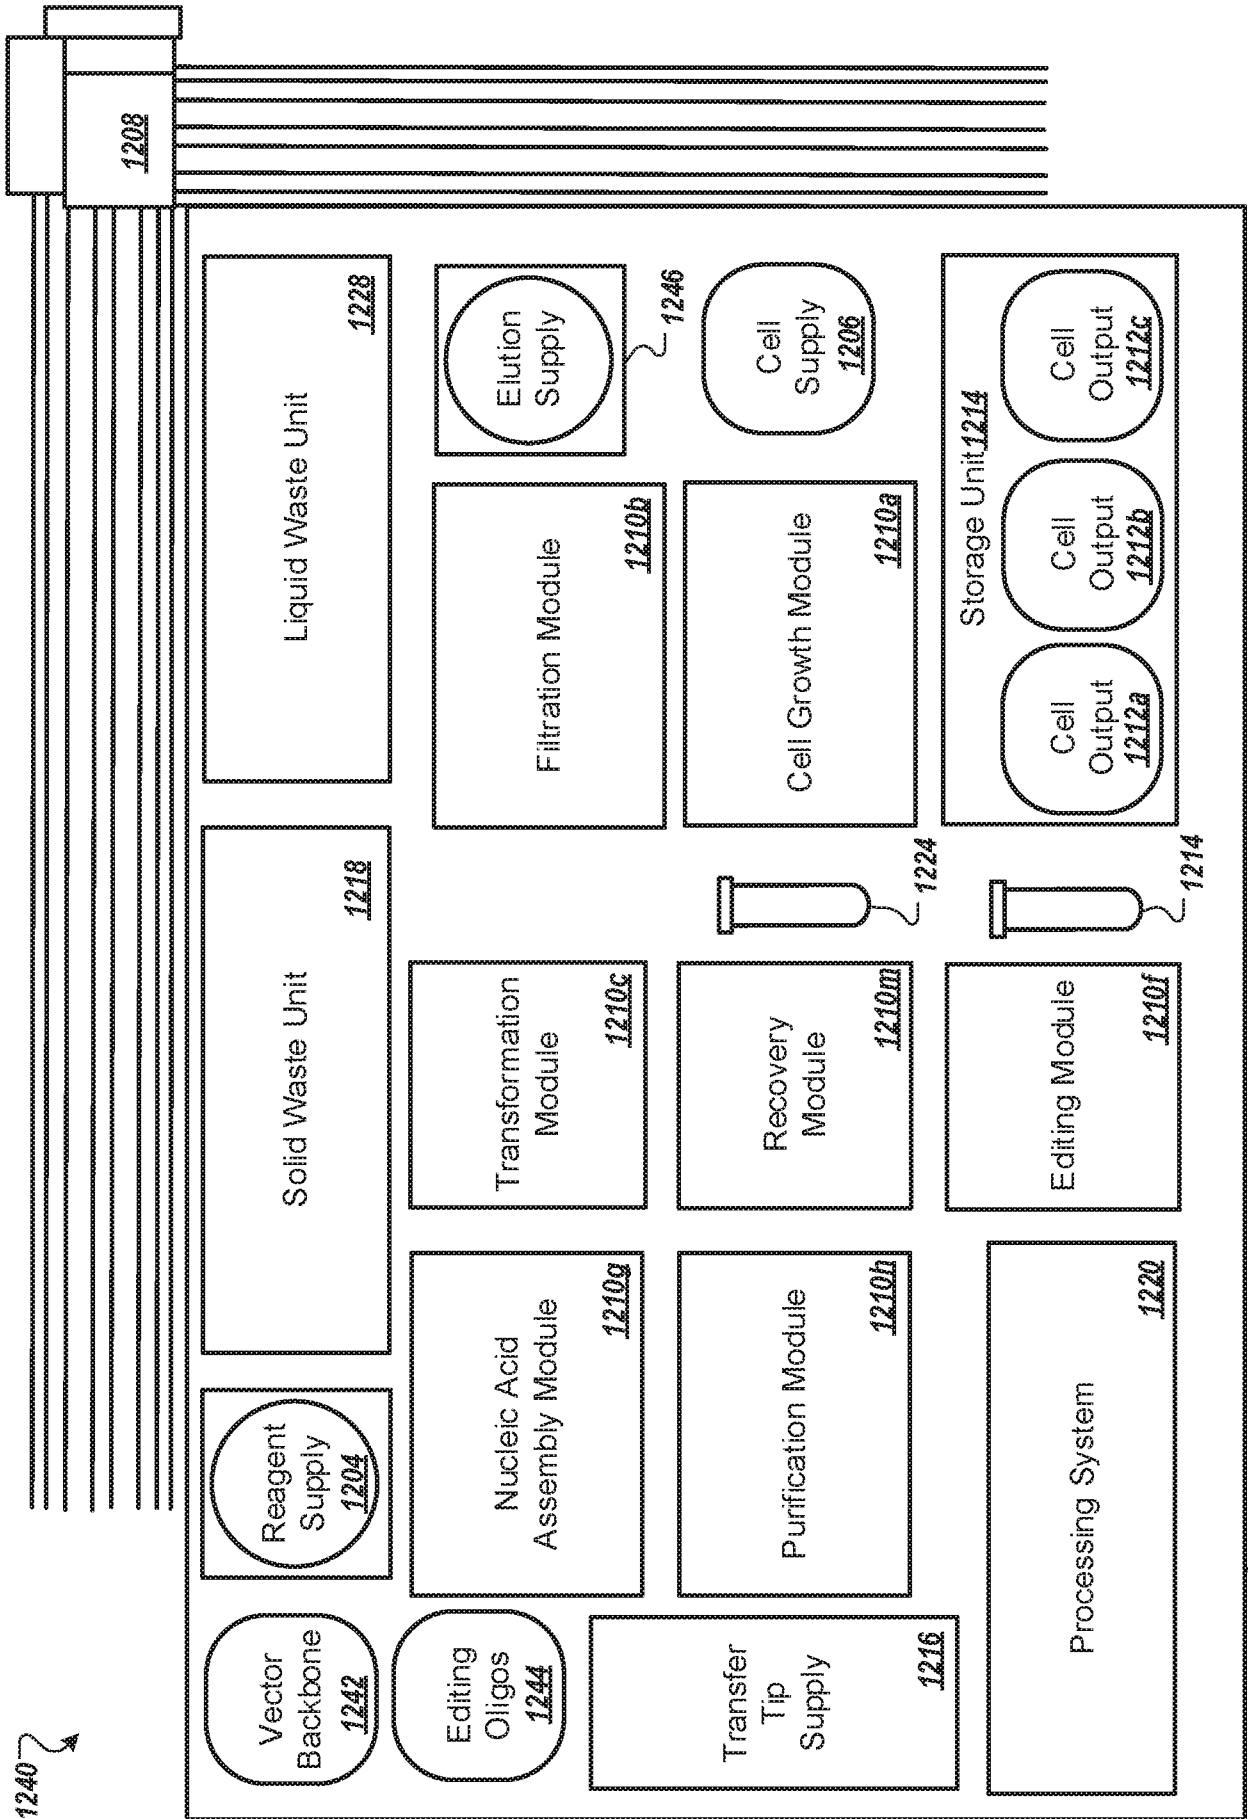 1240
1208
Vector
Backbone
1242
Reagent
Supply
1204
Solid Waste Unit
1218
Liquid Waste Unit
1228
Editing
Oligos
1244
Nucleic Acid
Assembly Module
1210g
Transformation
Module
1210c
Filtration Module
1210b
Elution
Supply
1246
Transfer
Tip
Supply
1216
Purification Module
1210h
Recovery
Module
1210m
1224
Cell Growth Module
1210a
Cell
Supply
1206
Processing System
1220
Editing Module
1210f
1214
Storage Unit 1214
Cell
Output
1212a
Cell
Output
1212b
Cell
Output
1212c